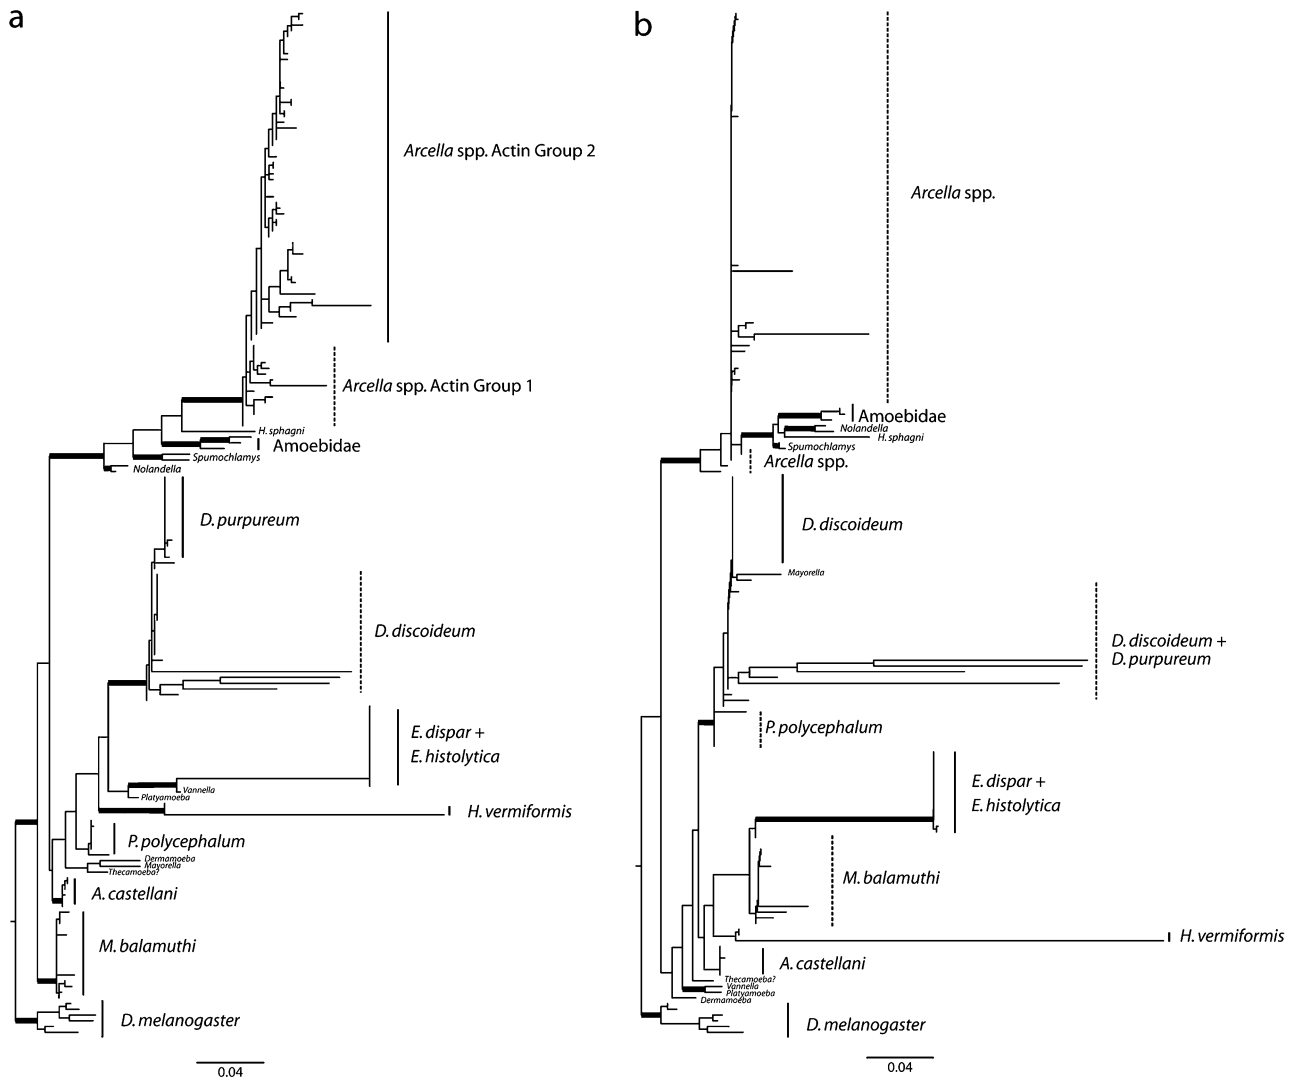 a
Arcella spp. Actin Group 2
Arcella spp. Actin Group 1
H. sphagni
Amoebidae
Spumochlamys
Nolandella
D. purpureum
D. discoideum
E. dispar +
E. histolytica
Vannella
Platyamoeba
H. vermiformis
P. polycephalum
Dermamoeba
Mayorella
Thecamoeba?
A. castellani
M. balamuthi
D. melanogaster
0.04
b
Arcella spp.
Amoebidae
Nolandella
H. sphagni
Spumochlamys
Arcella spp.
D. discoideum
Mayorella
D. discoideum +
D. purpureum
P. polycephalum
E. dispar +
E. histolytica
M. balamuthi
H. vermiformis
A. castellani
Thecamoeba?
Vannella
Platyamoeba
Dermamoeba
D. melanogaster
0.04